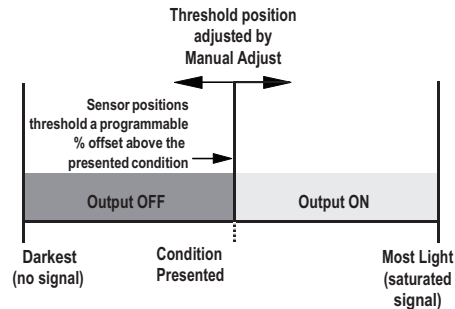 Threshold position
adjusted by
Manual Adjust
Sensor positions
threshold a programmable
% offset above the
presented condition
Output OFF
Output ON
Darkest
(no signal)
Condition
Presented
Most Light
(saturated
signal)